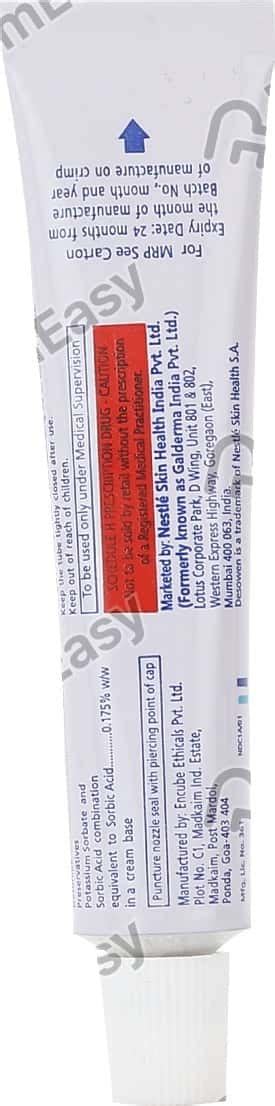 Preservatives
Potassium Sorbate and
Sorbic Acid combination
equivalent to Sorbic Acid..........0.175% w/w
in a cream base
Puncture nozzle seal with piercing point of cap
Manufactured by: Encube Ethicals Pvt. Ltd.
Plot No. C1, Madkaim Ind. Estate,
Madkaim, Post Mardol,
Ponda, Goa-403 404
Mfg. Lic. No.
Keep the tube tightly closed after use.
Keep out of reach of children.
To be used only under Medical Supervision
SCHEDULE H PRESCRIPTION DRUG - CAUTION
Not to be sold by retail without the prescription
of a Registered Medical Practitioner.
Marketed by: Nestlé Skin Health India Pvt. Ltd.
(Formerly known as Galderma India Pvt. Ltd.)
Lotus Corporate Park, D Wing, Unit 801 & 802,
Western Express Highway, Goregaon (East),
Mumbai 400 063, India.
Desowen is a trademark of Nestlé Skin Health S.A.
For MRP See Carton
Expiry Date: 24 months from
the month of manufacture
Batch No., month and year
of manufacture on crimp
Easy
Easy
Easy